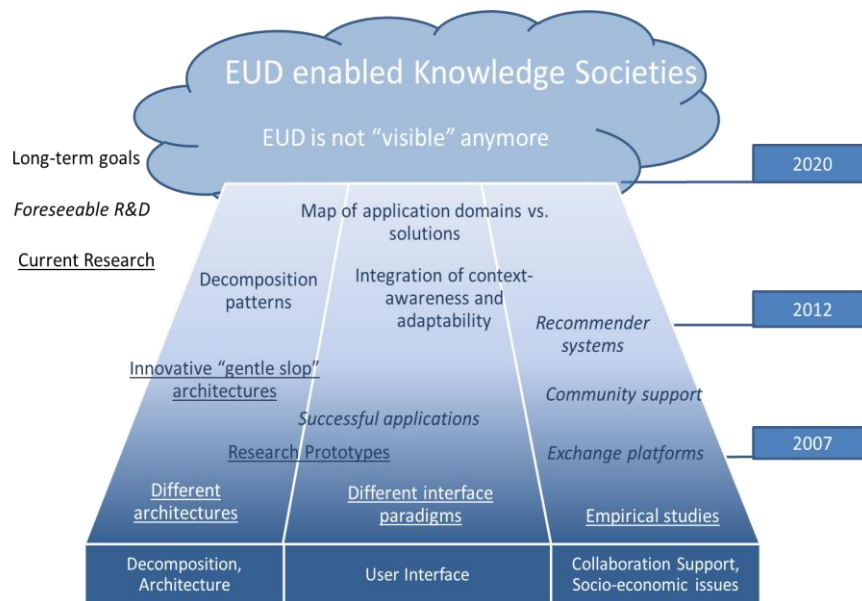 EUD enabled Knowledge Societies
EUD is not “visible” anymore
Long-term goals
2020
Foreseeable R&D
Map of application domains vs.
solutions
Current Research
Decomposition
patterns
Integration of context-
awareness and
adaptability
2012
Recommender
systems
Innovative “gentle slop”
architectures
Community support
Successful applications
Research Prototypes
Exchange platforms
2007
Different
architectures
Different interface
paradigms
Empirical studies
Decomposition,
Architecture
User Interface
Collaboration Support,
Socio-economic issues